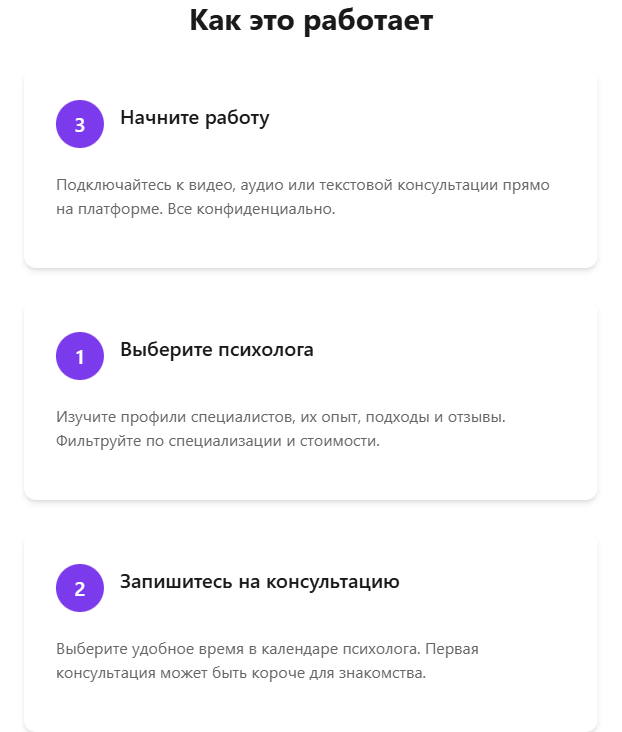 Как это работает
3
Начните работу
Подключайтесь к видео, аудио или текстовой консультации прямо
на платформе. Все конфиденциально.
1
Выберите психолога
Изучите профили специалистов, их опыт, подходы и отзывы.
Фильтруйте по специализации и стоимости.
2
Запишитесь на консультацию
Выберите удобное время в календаре психолога. Первая
консультация может быть короче для знакомства.